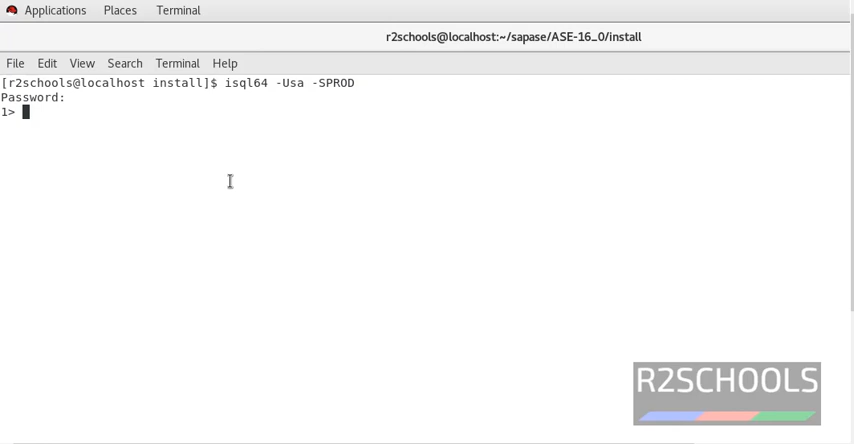 Applications Places Terminal
r2schools@localhost:~/sapase/ASE-16_0/install
File Edit View Search Terminal Help
[r2schools@localhost install]$ isql64 -Usa -SPROD
Password:
1>
R2SCHOOLS